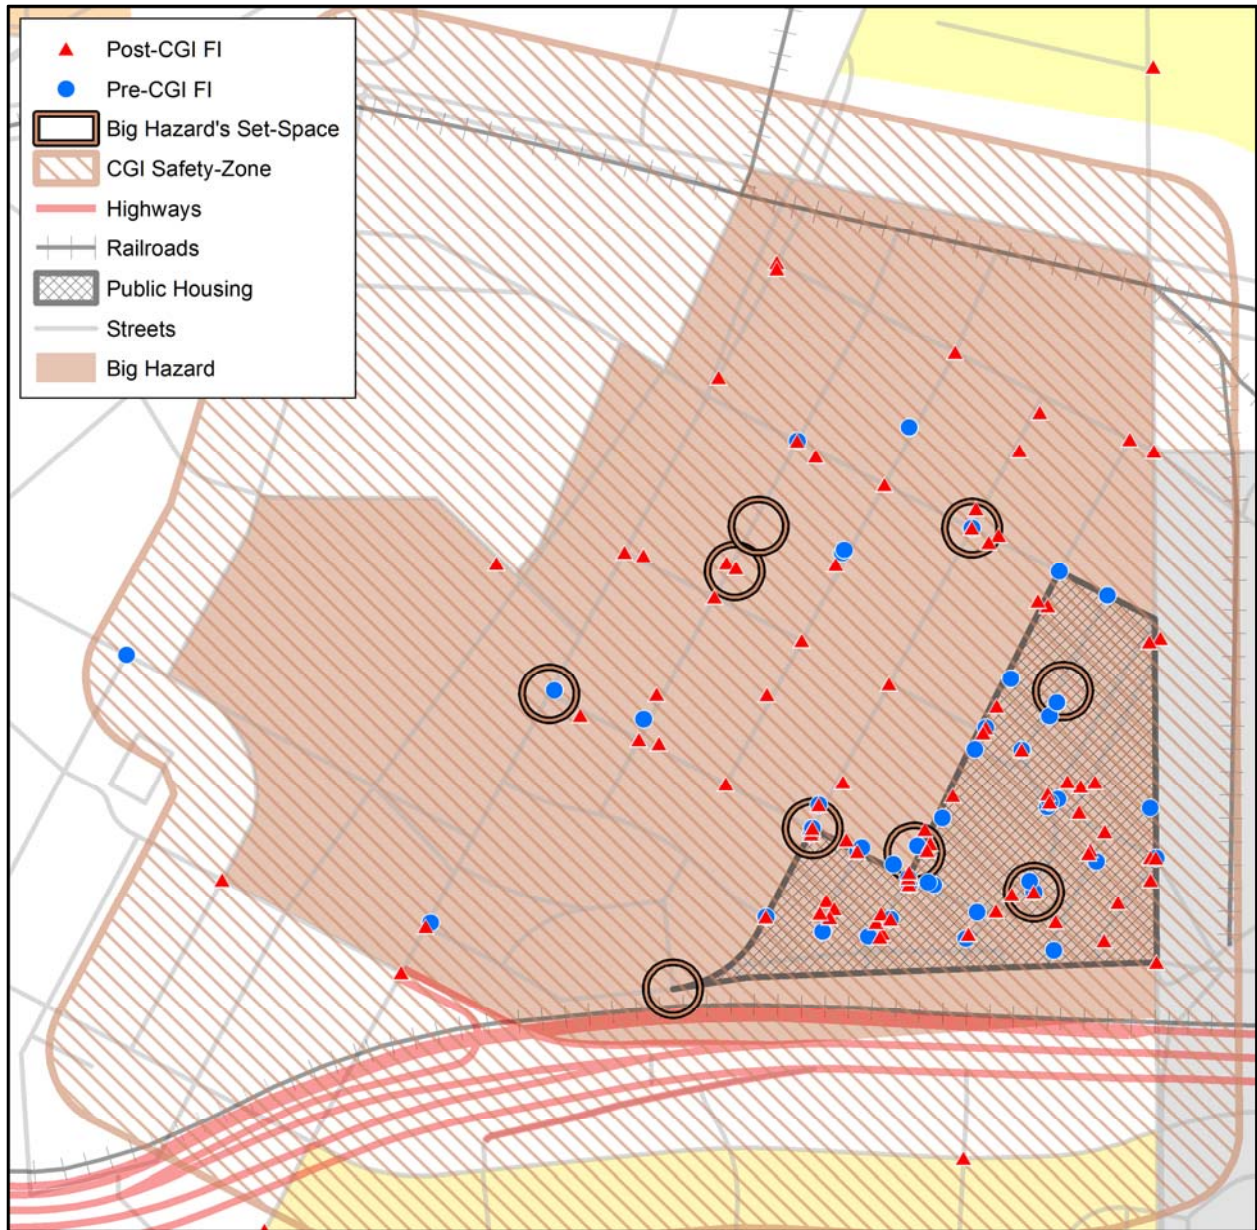 Post-CGI FI
Pre-CGI FI
Big Hazard's Set-Space
CGI Safety-Zone
Highways
Railroads
Public Housing
Streets
Big Hazard